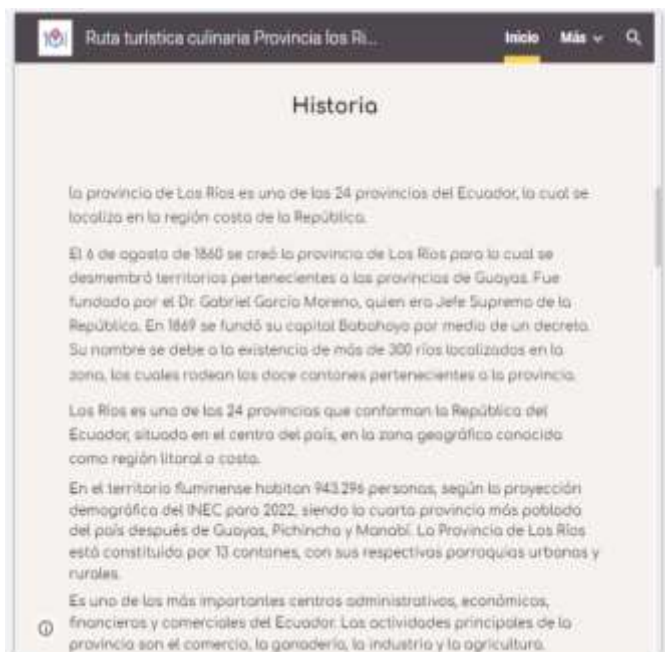 Ruta turística culinaria Provincia los Ri...
Inicio
Más
Historia
la provincia de Los Ríos es una de las 24 provincias del Ecuador, la cual se
localiza en la región costa de la República.
El 6 de agosto de 1860 se creó la provincia de Los Ríos para la cual se
desmembró territorios pertenecientes a las provincias de Guayas. Fue
fundada por el Dr. Gabriel García Moreno, quien era Jefe Supremo de la
República. En 1869 se fundó su capital Babahoyo por medio de un decreto.
Su nombre se debe a la existencia de más de 300 ríos localizados en la
zona, los cuales rodean los doce cantones pertenecientes a la provincia.
Los Ríos es una de las 24 provincias que conforman la República del
Ecuador, situada en el centro del país, en la zona geográfica conocida
como región litoral o costa.
En el territorio fluminense habitan 943.296 personas, según la proyección
demográfica del INEC para 2022, siendo la cuarta provincia más poblada
del país después de Guayas, Pichincha y Manabí. La Provincia de Los Ríos
está constituida por 13 cantones, con sus respectivas parroquias urbanas y
rurales.
Es uno de los más importantes centros administrativos, económicos,
financieros y comerciales del Ecuador. Las actividades principales de la
provincia son el comercio, la ganadería, la industria y la agricultura.